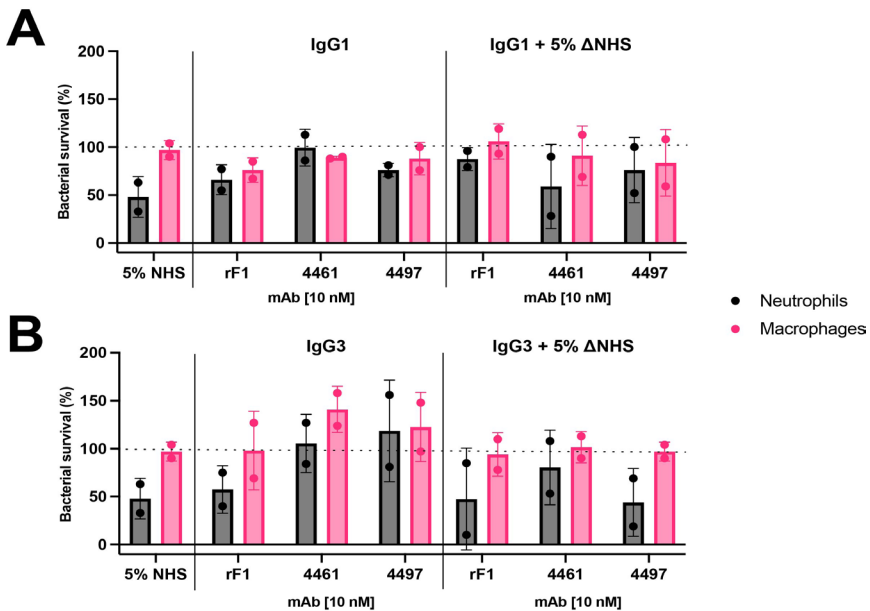 A
IgG1
IgG1 + 5% ΔNHS
Bacterial survival (%)
200
150
100
50
0
5% NHS
rF1
4461
4497
rF1
4461
4497
mAb [10 nM]
mAb [10 nM]
Neutrophils
Macrophages
B
IgG3
IgG3 + 5% ΔNHS
Bacterial survival (%)
200
150
100
50
0
5% NHS
rF1
4461
4497
rF1
4461
4497
mAb [10 nM]
mAb [10 nM]